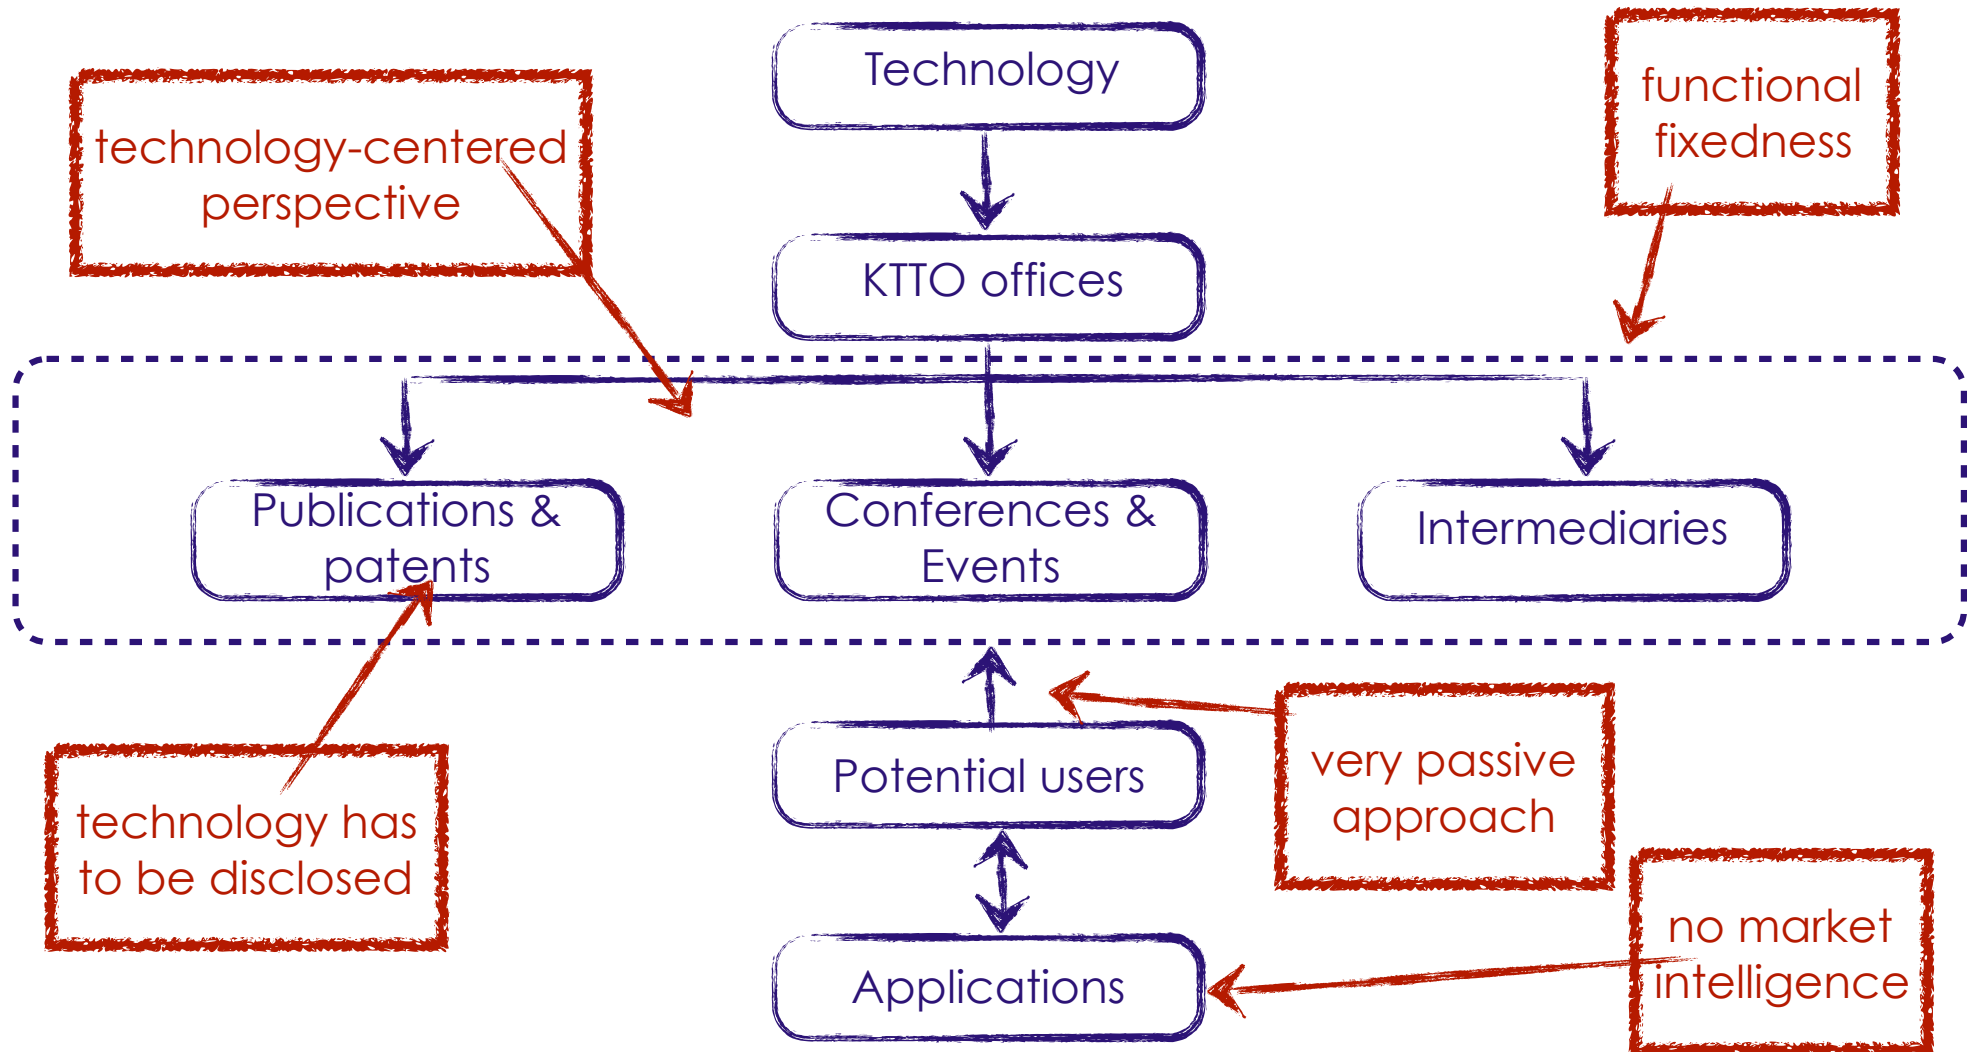 Technology
functional
fixedness
technology-centered
perspective
KTTO offices
Publications &
patents
Conferences &
Events
Intermediaries
Potential users
very passive
approach
technology has
to be disclosed
no market
intelligence
Applications